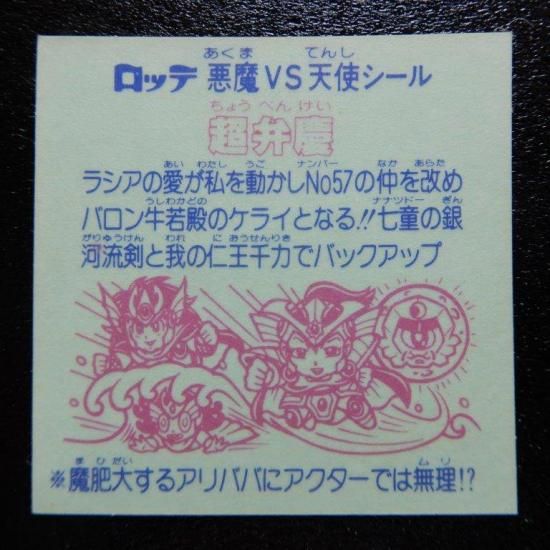 あくま てんし
ロッテ 悪魔VS天使シール
ちょう べん けい
超弁慶
あい わたし うご ナンバー なか あらた
ラシアの愛が私を動かしNo57の仲を改め
うしわかどの ナナツドー ぎん
バロン牛若殿のケライとなる!!七童の銀
がりゅうけん われ に おうせんりき
河流剣と我の仁王千力でバックアップ
ま ひ だい ムリ
※魔肥大するアリババにアクターでは無理!?